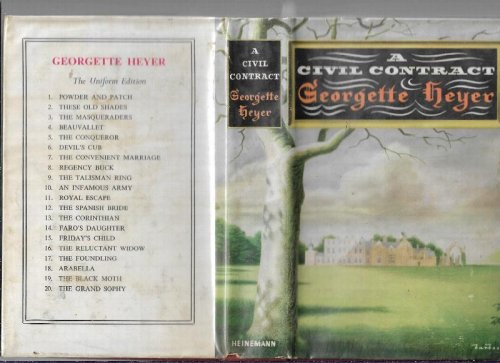 GEORGETTE HEYER
The Uniform Edition
1. POWDER AND PATCH
2. THESE OLD SHADES
3. THE MASQUERADERS
4. BEAUVALLET
5. THE CONQUEROR
6. DEVIL'S CUB
7. THE CONVENIENT MARRIAGE
8. REGENCY BUCK
9. THE TALISMAN RING
10. AN INFAMOUS ARMY
11. ROYAL ESCAPE
12. THE SPANISH BRIDE
13. THE CORINTHIAN
14. FARO'S DAUGHTER
15. FRIDAY'S CHILD
16. THE RELUCTANT WIDOW
17. THE FOUNDLING
18. ARABELLA
19. THE BLACK MOTH
20. THE GRAND SOPHY
A
CIVIL
CONTRACT
Georgette
Heyer
HEINEMANN
A
CIVIL CONTRACT
Georgette Heyer